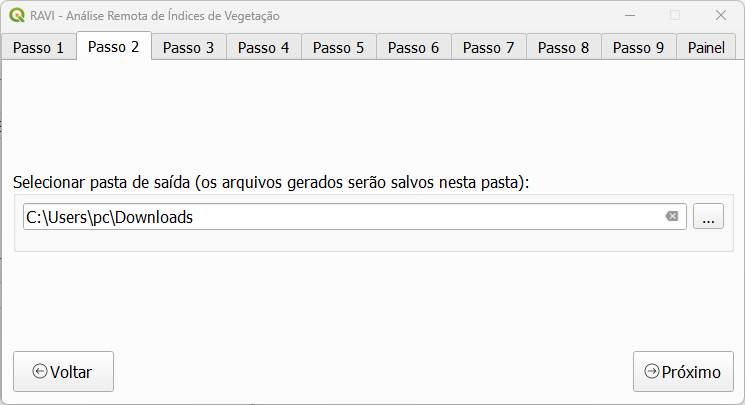 RAVI - Análise Remota de Índices de Vegetação
Passo 1 Passo 2 Passo 3 Passo 4 Passo 5 Passo 6 Passo 7 Passo 8 Passo 9 Painel
Selecionar pasta de saída (os arquivos gerados serão salvos nesta pasta):
C:\Users\pc\Downloads ...
Voltar Próximo